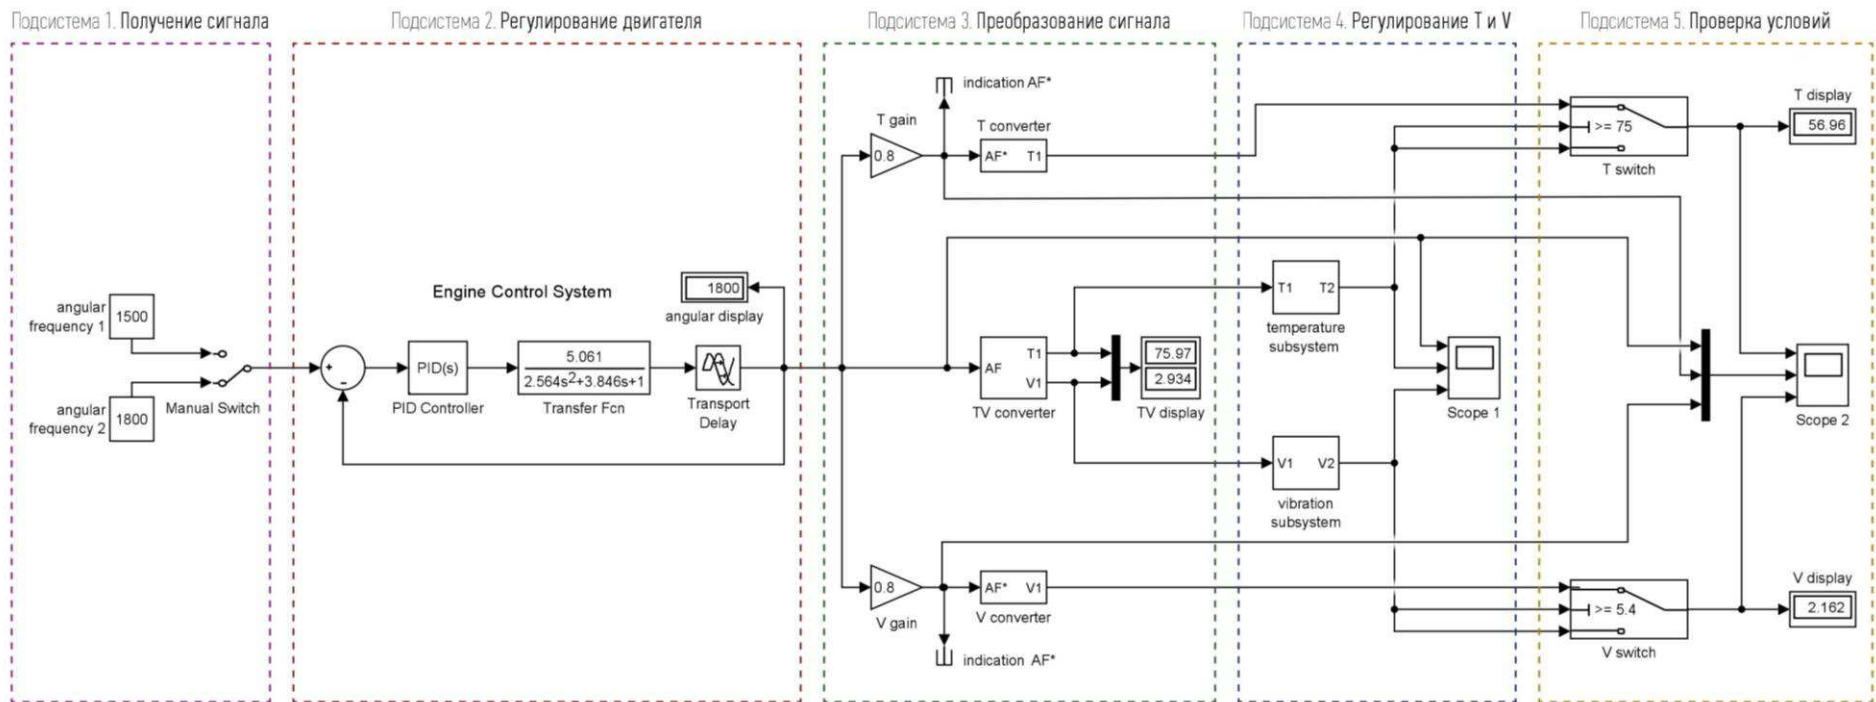 Подсистема 1. Получение сигнала
Подсистема 2. Регулирование двигателя
Подсистема 3. Преобразование сигнала
Подсистема 4. Регулирование T и V
Подсистема 5. Проверка условий
angular
frequency 1
1500
angular
frequency 2
1800
Manual Switch
Engine Control System
+
-
PID(s)
PID Controller
5.061
2.564s²+3.846s+1
Transfer Fcn
Transport
Delay
1800
angular display
indication AF*
T gain
0.8
T converter
AF* T1
AF
T1
V1
TV converter
75.97
2.934
TV display
V gain
0.8
AF* V1
V converter
indication AF*
T1 T2
temperature
subsystem
V1 V2
vibration
subsystem
Scope 1
>= 75
T switch
T display
56.96
Scope 2
>= 5.4
V switch
V display
2.162